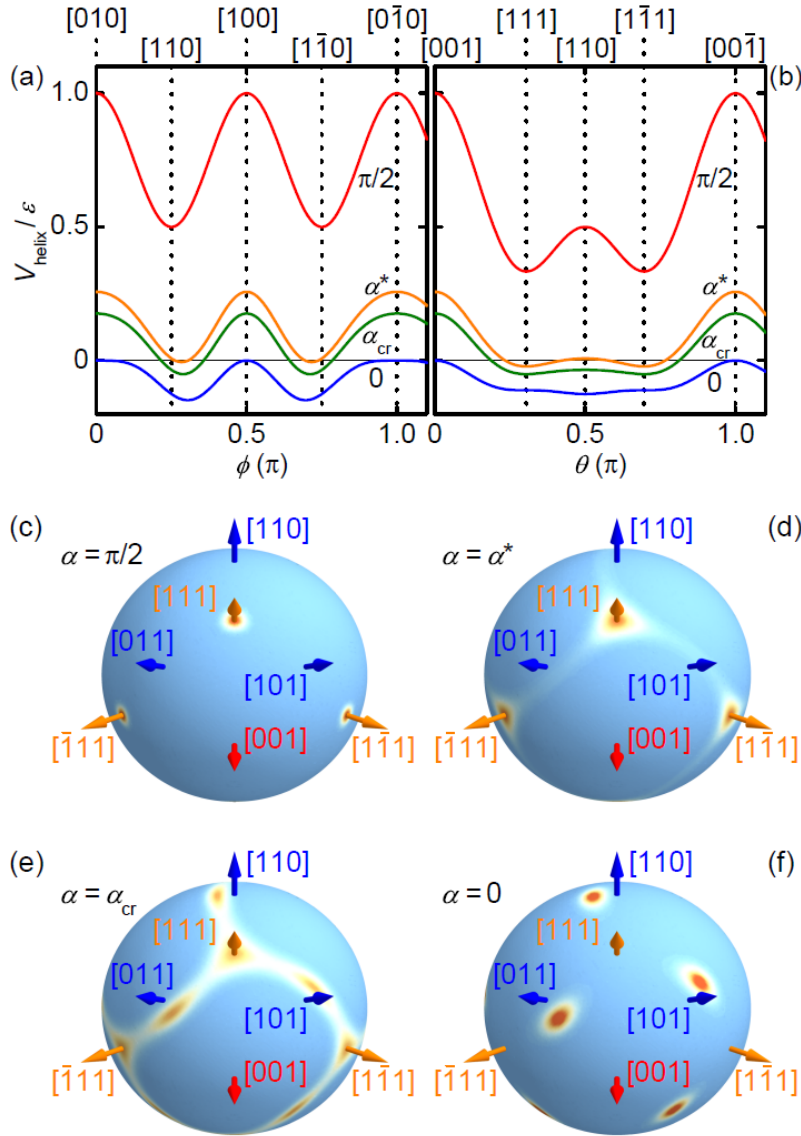 [010] [100] [01̄0]
[110] [11̄0] [111] [110] [11̄1]
[001] [001̄]
(a) (b)
1.0
π/2 π/2
V_helix / ε
0.5
α* α*
α_cr α_cr
0
0 0
0 0.5 1.0 0 0.5 1.0
ϕ (π) θ (π)
(c) (d)
[110] [110]
α = π/2 α = α*
[111] [111]
[011] [011]
[101] [101]
[001] [001]
[1̄11] [11̄1] [1̄11] [11̄1]
(e) (f)
[110] [110]
α = α_cr α = 0
[111] [111]
[011] [011]
[101] [101]
[001] [001]
[1̄11] [11̄1] [1̄11] [11̄1]